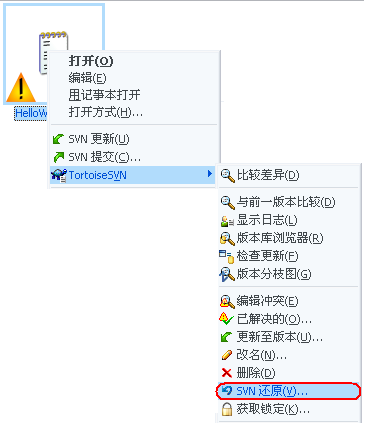 HelloW
打开(O)
编辑(E)
用记事本打开
打开方式(H)...
SVN 更新(U)
SVN 提交(C)...
TortoiseSVN
比较差异(D)
与前一版本比较(D)
显示日志(L)
版本库浏览器(R)
检查更新(F)
版本分枝图(G)
编辑冲突(E)
已解决的(O)...
更新至版本(U)...
改名(N)...
删除(D)
SVN 还原(V)...
获取锁定(K)...